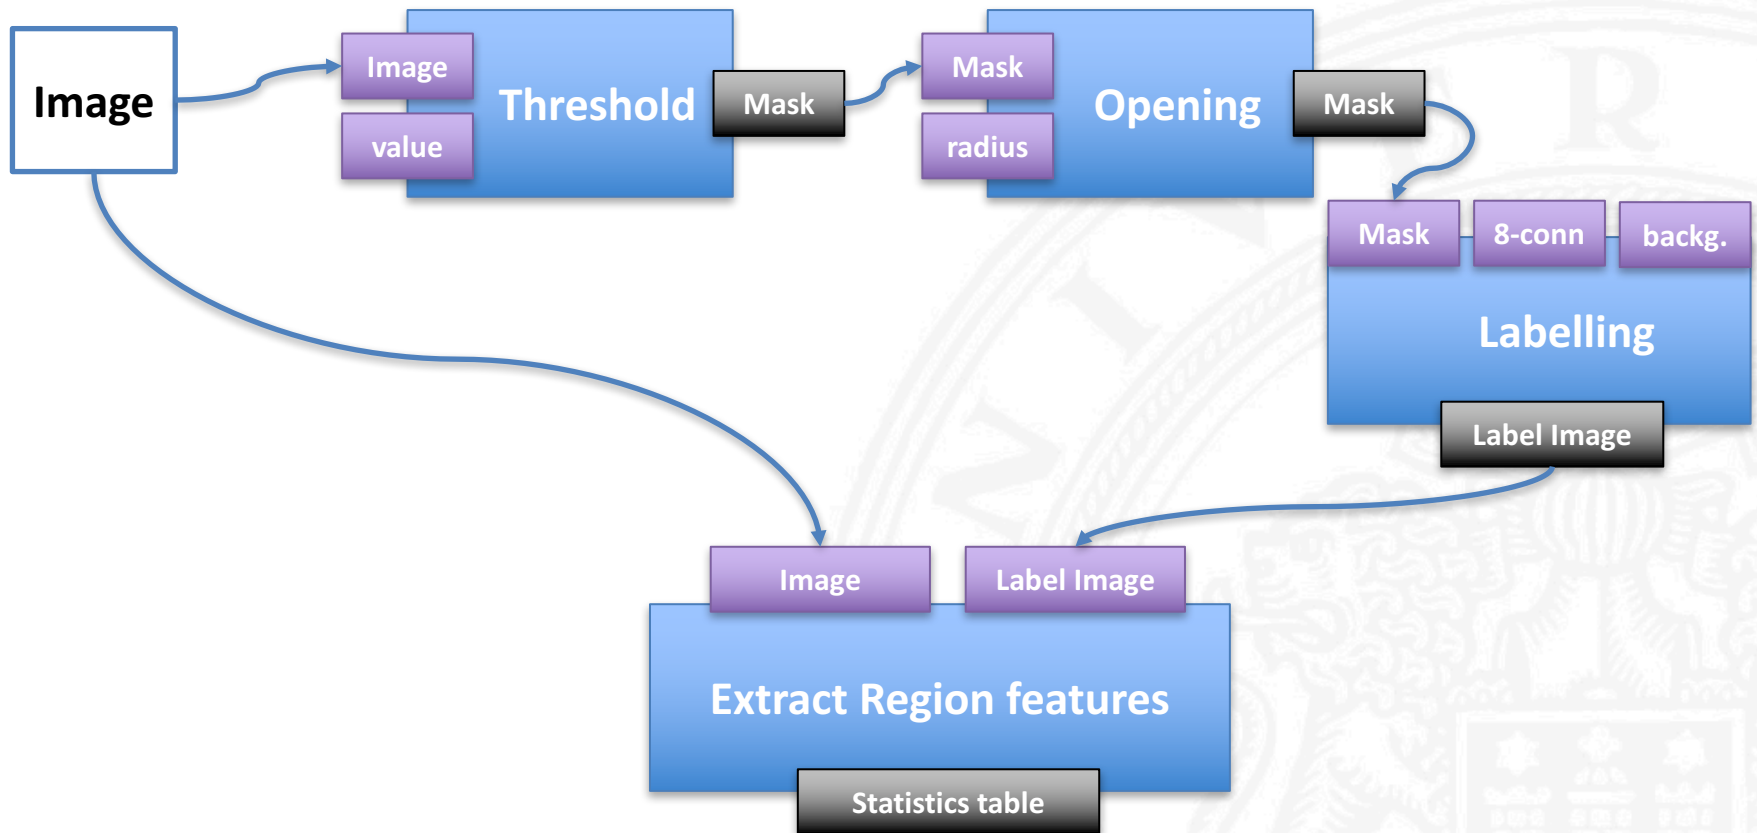 Image
Image
value
Threshold
Mask
Mask
radius
Opening
Mask
Mask
8-conn
backg.
Labelling
Label Image
Image
Label Image
Extract Region features
Statistics table
N
I
V
R